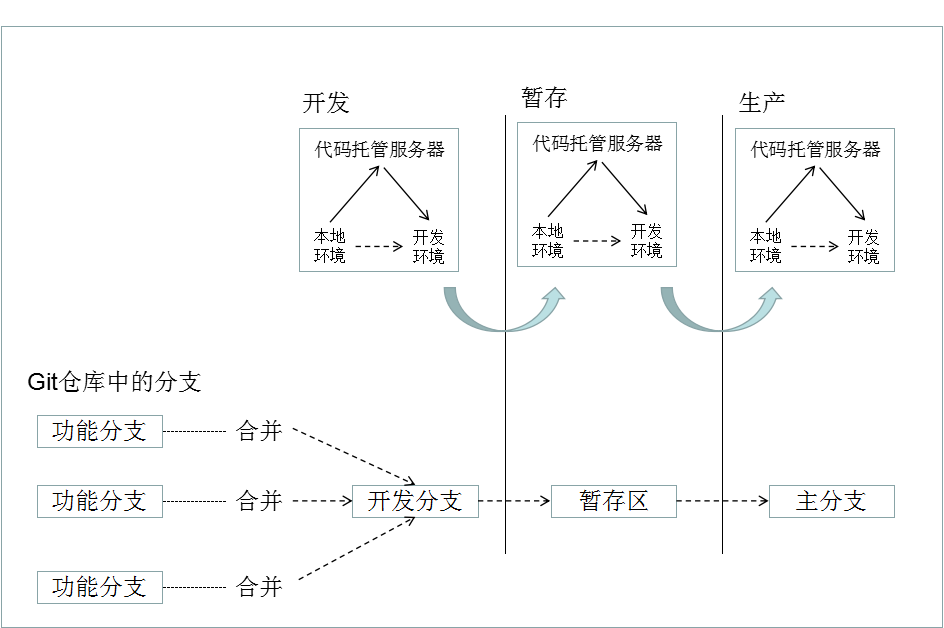 开发
暂存
生产
代码托管服务器
本地
环境
开发
环境
代码托管服务器
本地
环境
开发
环境
代码托管服务器
本地
环境
开发
环境
Git仓库中的分支
功能分支
合并
功能分支
合并
开发分支
暂存区
主分支
功能分支
合并